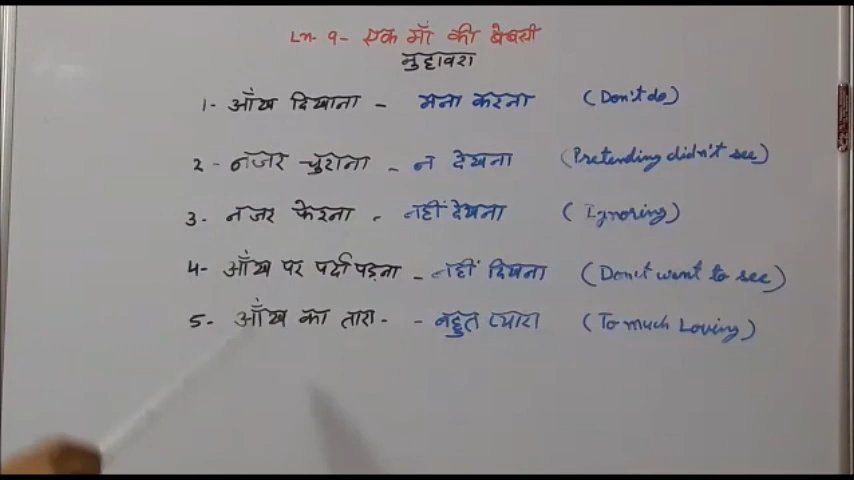 Ln- 9- एक माँ की बेबसी
मुहावरा
1- आँख दिखाना - मना करना (Don't do)
2- नजर चुराना - न देखना (Pretending didn't see)
3- नजर फेरना - नहीं देखना (Ignoring)
4- आँख पर पर्दा पड़ना - नहीं दिखना (Don't want to see)
5- आँख का तारा - - बहुत प्यारा (To much Loving)